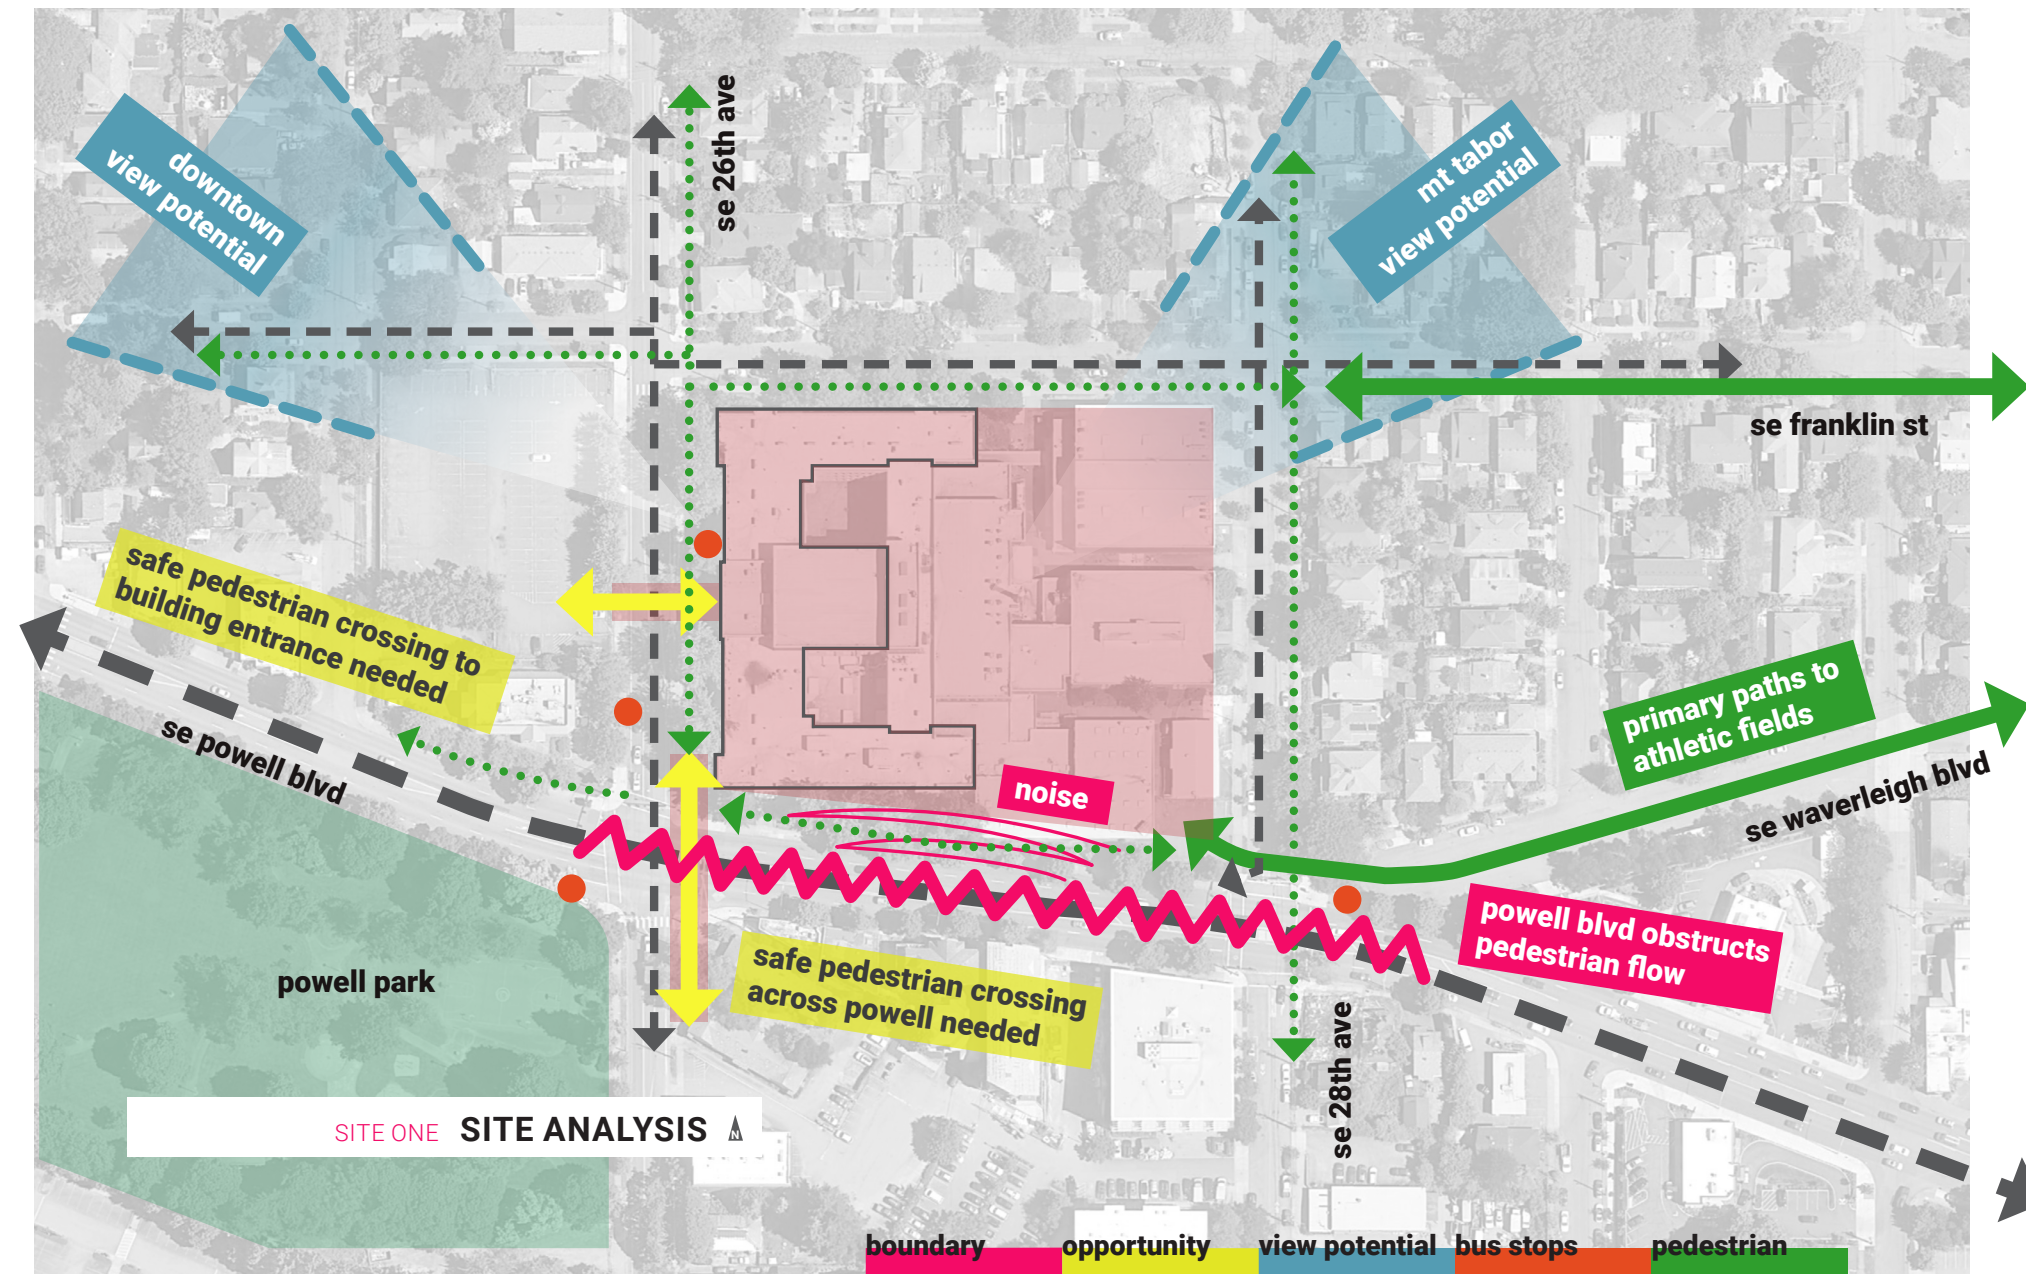 se 26th ave
downtown
view potential
mt tabor
view potential
se franklin st
safe pedestrian crossing to
building entrance needed
se powell blvd
primary paths to
athletic fields
se waverleigh blvd
noise
powell blvd obstructs
pedestrian flow
safe pedestrian crossing
across powell needed
powell park
se 28th ave
SITE ONE SITE ANALYSIS N
boundary opportunity view potential bus stops pedestrian